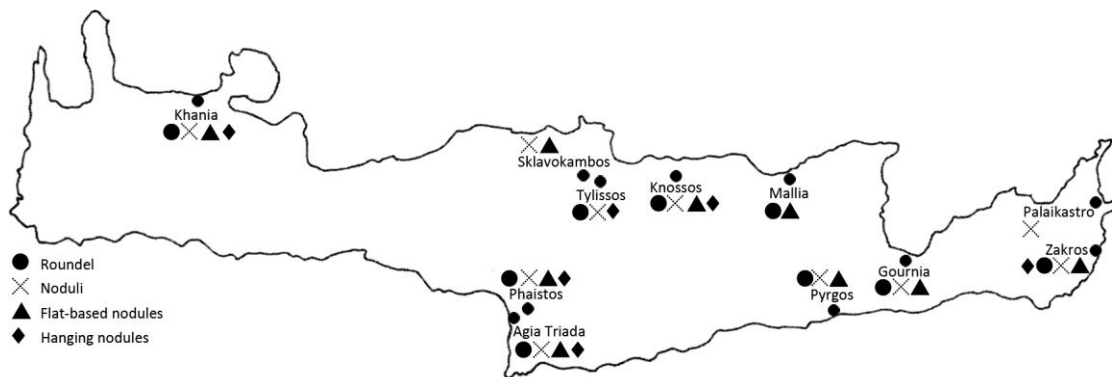 Khania
Sklavokambos
Tylissos
Knossos
Mallia
Palaikastro
Zakros
Gournia
Pyrgos
Phaistos
Agia Triada
Roundel
Noduli
Flat-based nodules
Hanging nodules